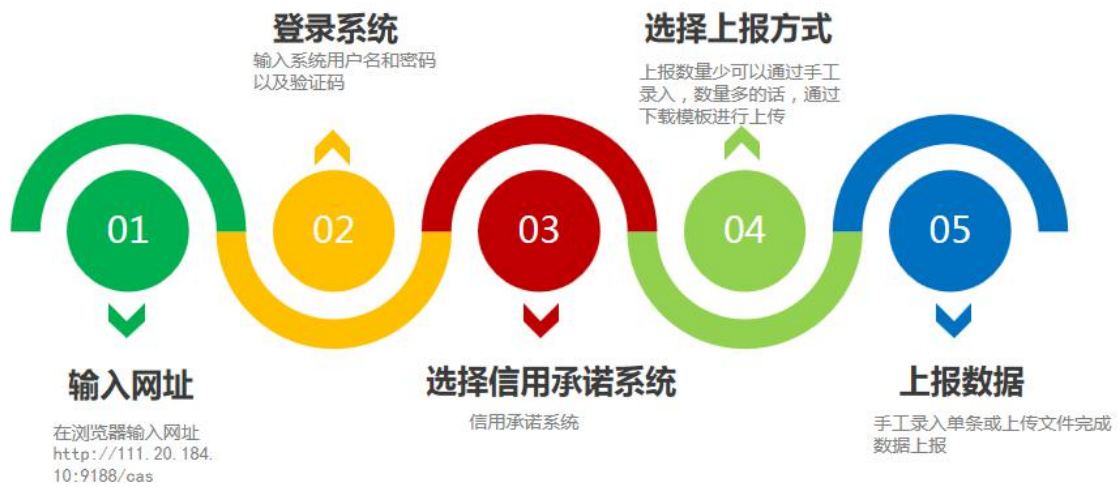 01
输入网址
在浏览器输入网址
http://111.20.184.
10:9188/cas
登录系统
输入系统用户名和密码
以及验证码
02
03
选择信用承诺系统
信用承诺系统
选择上报方式
上报数量少可以通过手工
录入，数量多的话，通过
下载模板进行上传
04
05
上报数据
手工录入单条或上传文件完成
数据上报